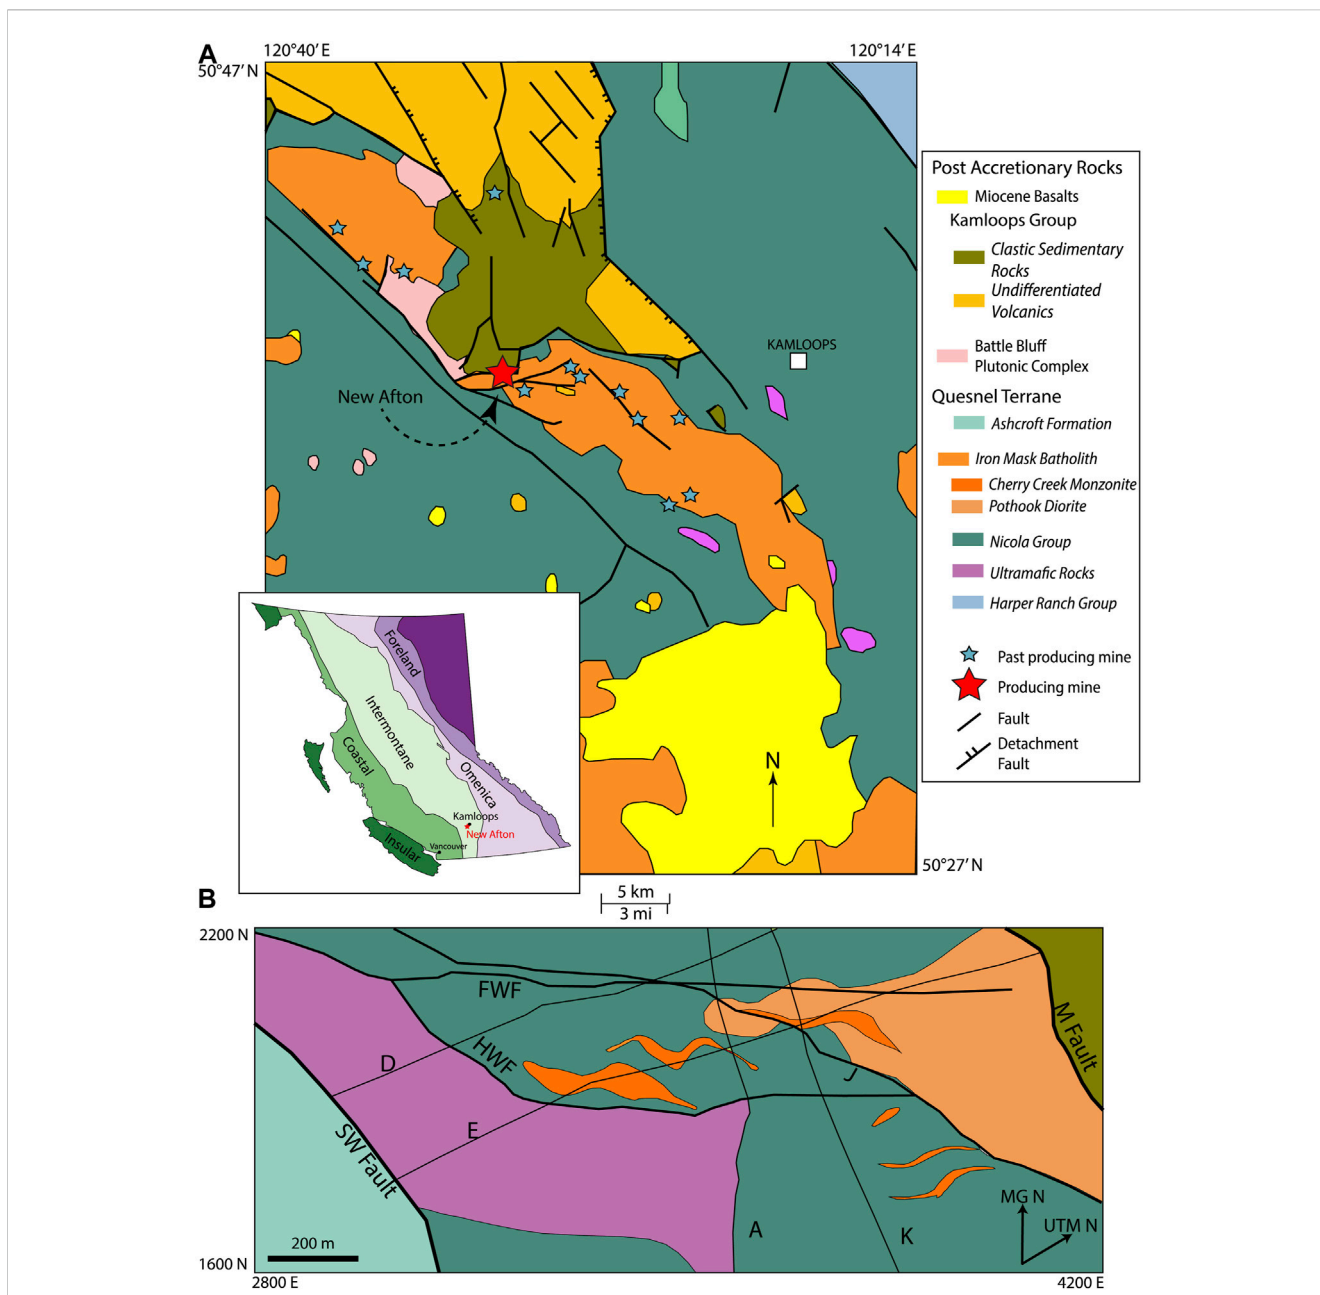 A
120°40′ E
120°14′ E
50°47′ N
KAMLOOPS
New Afton
N
50°27′ N
5 km
3 mi
Post Accretionary Rocks
Miocene Basalts
Kamloops Group
Clastic Sedimentary
Rocks
Undifferentiated
Volcanics
Battle Bluff
Plutonic Complex
Quesnel Terrane
Ashcroft Formation
Iron Mask Batholith
Cherry Creek Monzonite
Pothook Diorite
Nicola Group
Ultramafic Rocks
Harper Ranch Group
Past producing mine
Producing mine
Fault
Detachment
Fault
Foreland
Intermontane
Coastal
Omenica
Kamloops
New Afton
Vancouver
Insular
B
2200 N
FWF
M Fault
HWF
D
J
E
SW Fault
MG N
UTM N
A
K
200 m
1600 N
2800 E
4200 E